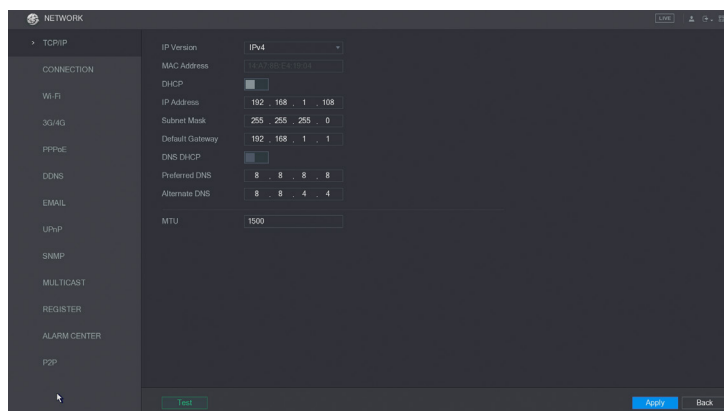 NETWORK
LIVE
> TCP/IP
CONNECTION
Wi-Fi
3G/4G
PPPoE
DDNS
EMAIL
UPnP
SNMP
MULTICAST
REGISTER
ALARM CENTER
P2P
IP Version IPv4
MAC Address
DHCP
IP Address 192 . 168 . 1 . 108
Subnet Mask 255 . 255 . 255 . 0
Default Gateway 192 . 168 . 1 . 1
DNS DHCP
Preferred DNS 8 . 8 . 8 . 8
Alternate DNS 8 . 8 . 4 . 4
MTU 1500
Test
Apply
Back